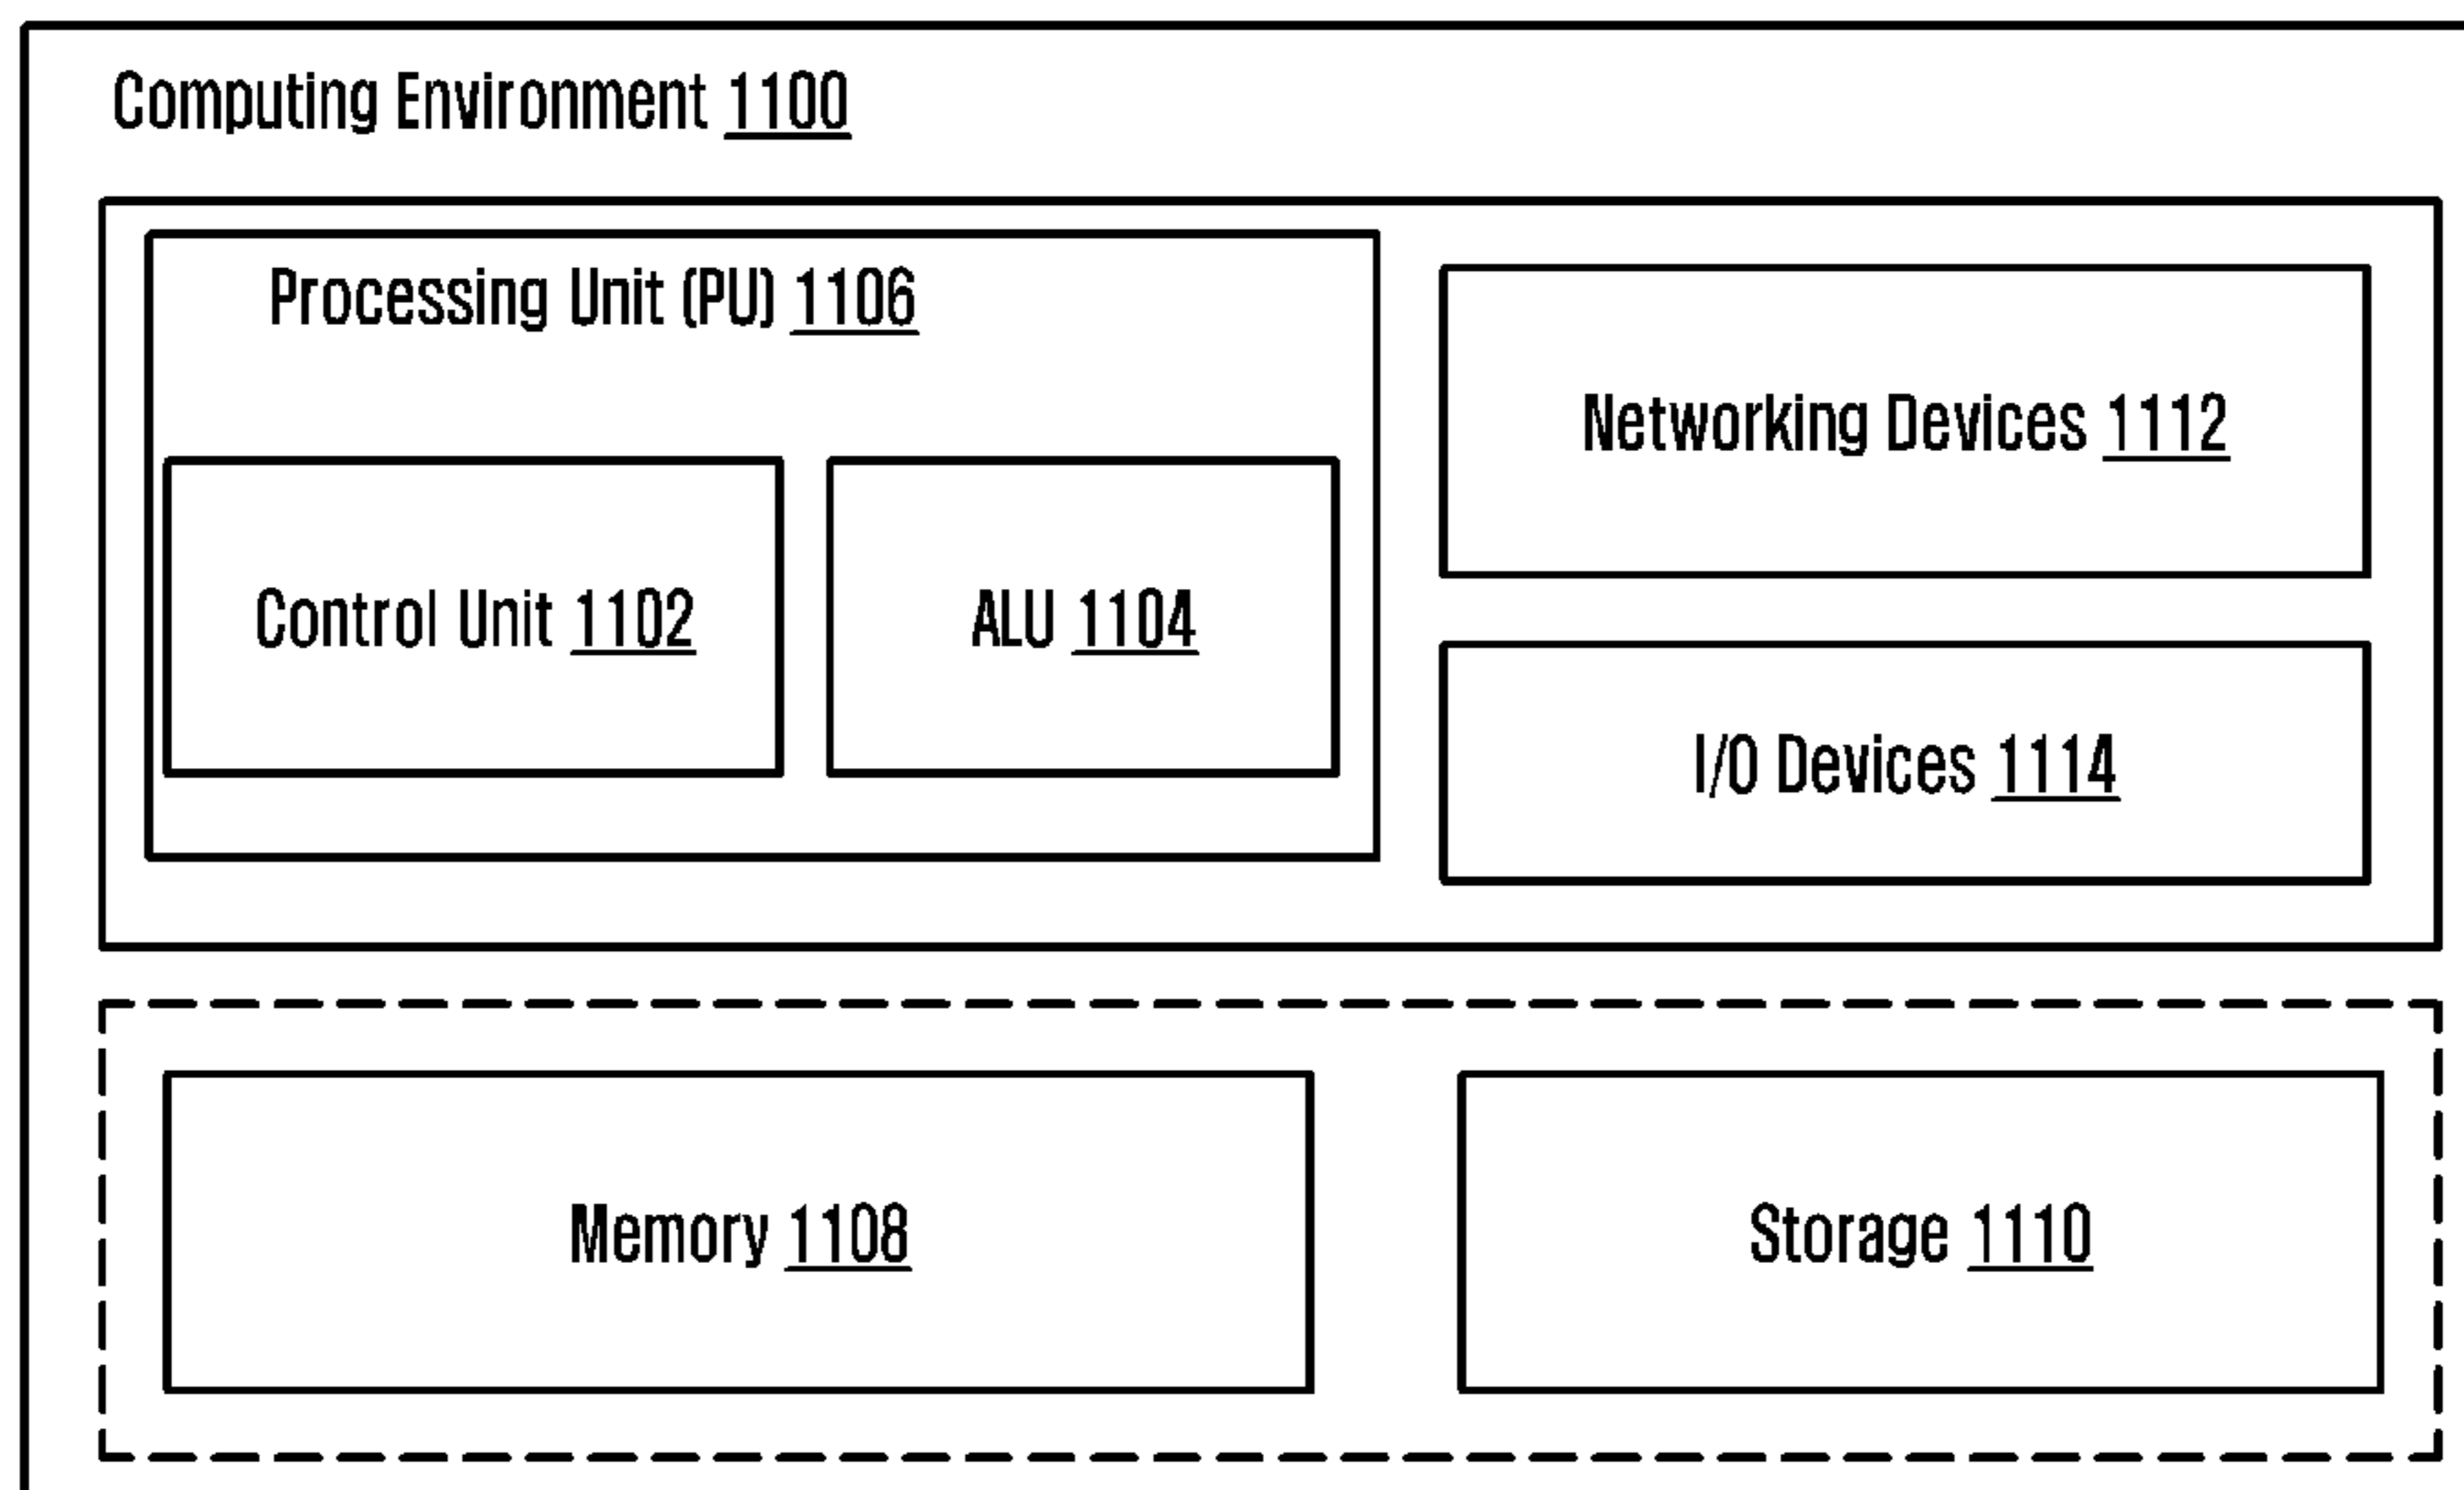 Computing Environment 1100
Processing Unit (PU) 1106
Networking Devices 1112
Control Unit 1102
ALU 1104
I/O Devices 1114
Memory 1108
Storage 1110